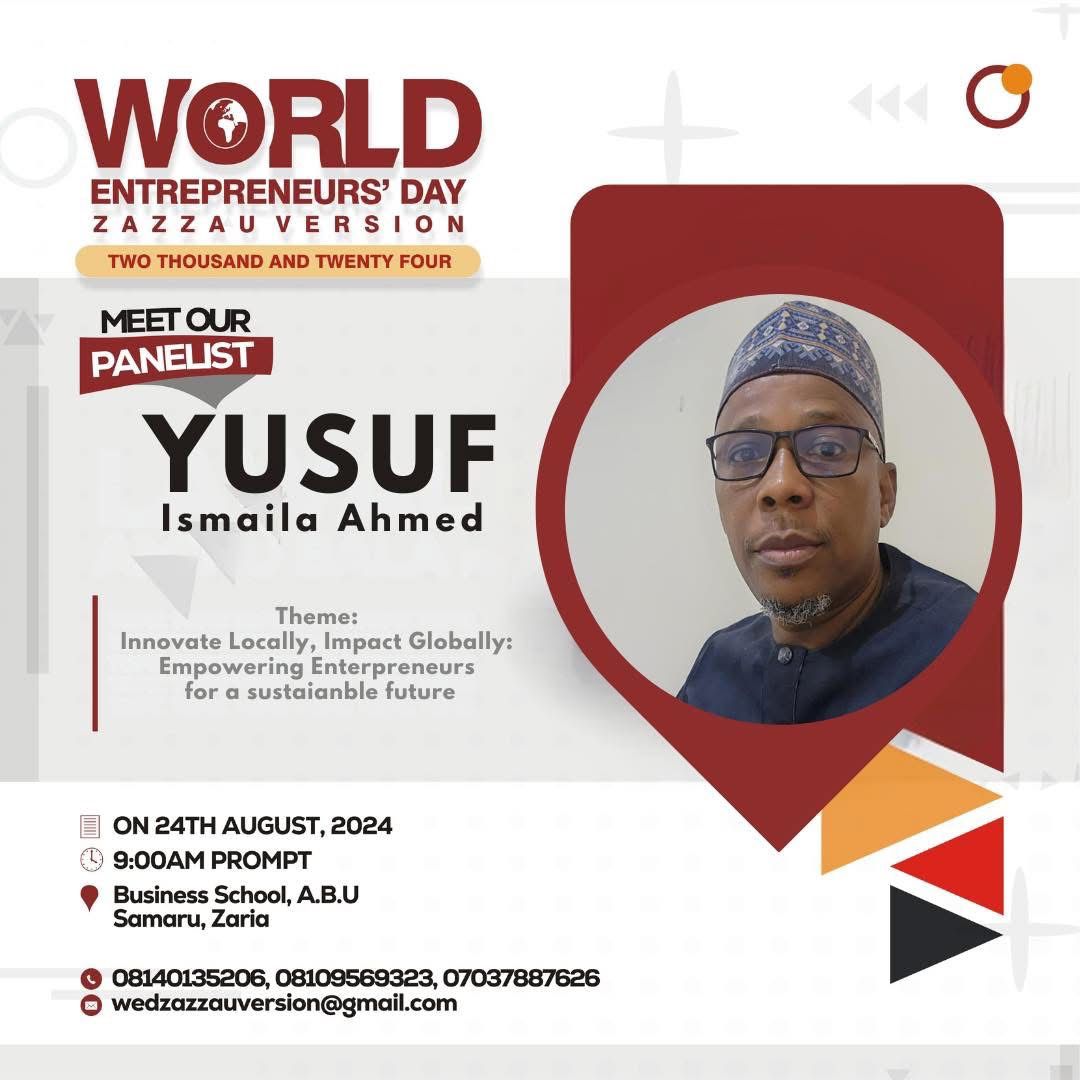 WORLD
ENTREPRENEURS' DAY
ZAZZAU VERSION
TWO THOUSAND AND TWENTY FOUR
MEET OUR
PANELIST
YUSUF
Ismaila Ahmed
Theme:
Innovate Locally, Impact Globally:
Empowering Enterpreneurs
for a sustaianble future
ON 24TH AUGUST, 2024
9:00AM PROMPT
Business School, A.B.U
Samaru, Zaria
08140135206, 08109569323, 07037887626
wedzazzauversion@gmail.com